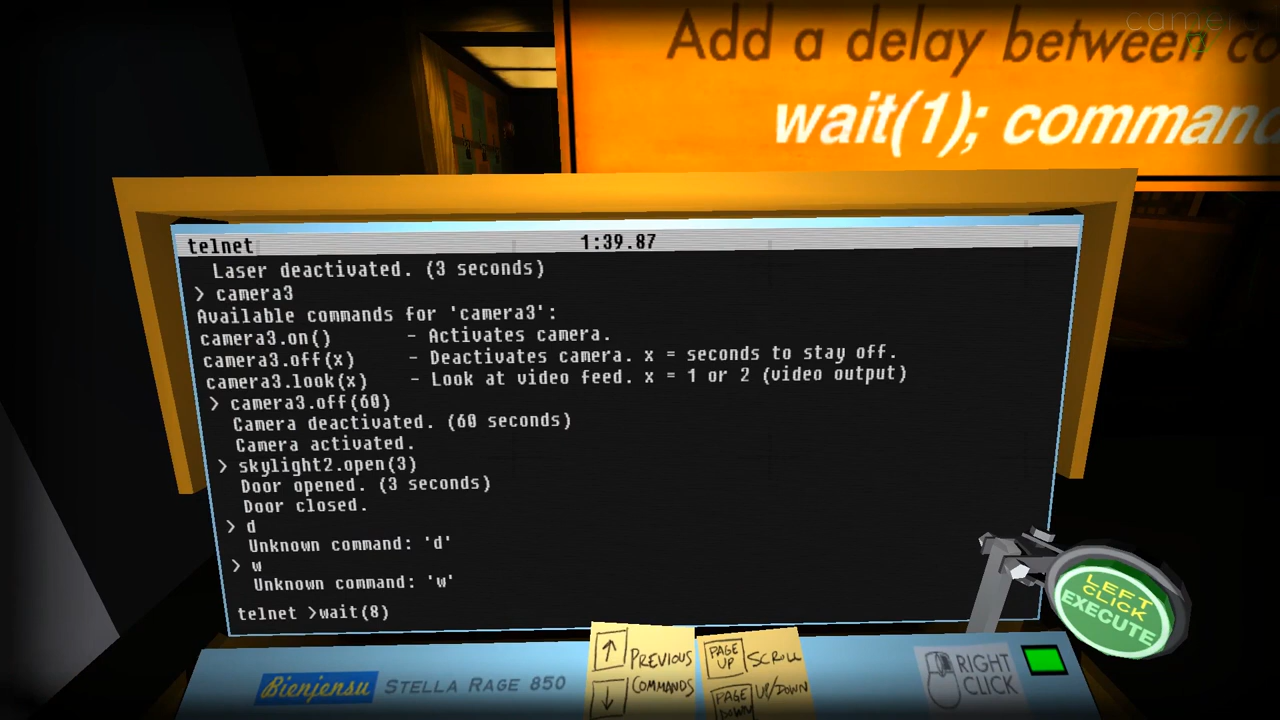 Add a delay between
wait(1); command
telnet 1:39.87
Laser deactivated. (3 seconds)
> camera3
Available commands for 'camera3':
camera3.on() - Activates camera.
camera3.off(x) - Deactivates camera. x = seconds to stay off.
camera3.look(x) - Look at video feed. x = 1 or 2 (video output)
> camera3.off(60)
Camera deactivated. (60 seconds)
Camera activated.
> skylight2.open(3)
Door opened. (3 seconds)
Door closed.
> d
Unknown command: 'd'
> w
Unknown command: 'w'
telnet >wait(8)
LEFT
CLICK
EXECUTE
↑ PREVIOUS
↓ COMMANDS
PAGE UP SCROLL
PAGE DOWN UP/DOWN
Bienjensu STELLA RAGE 850
RIGHT
CLICK